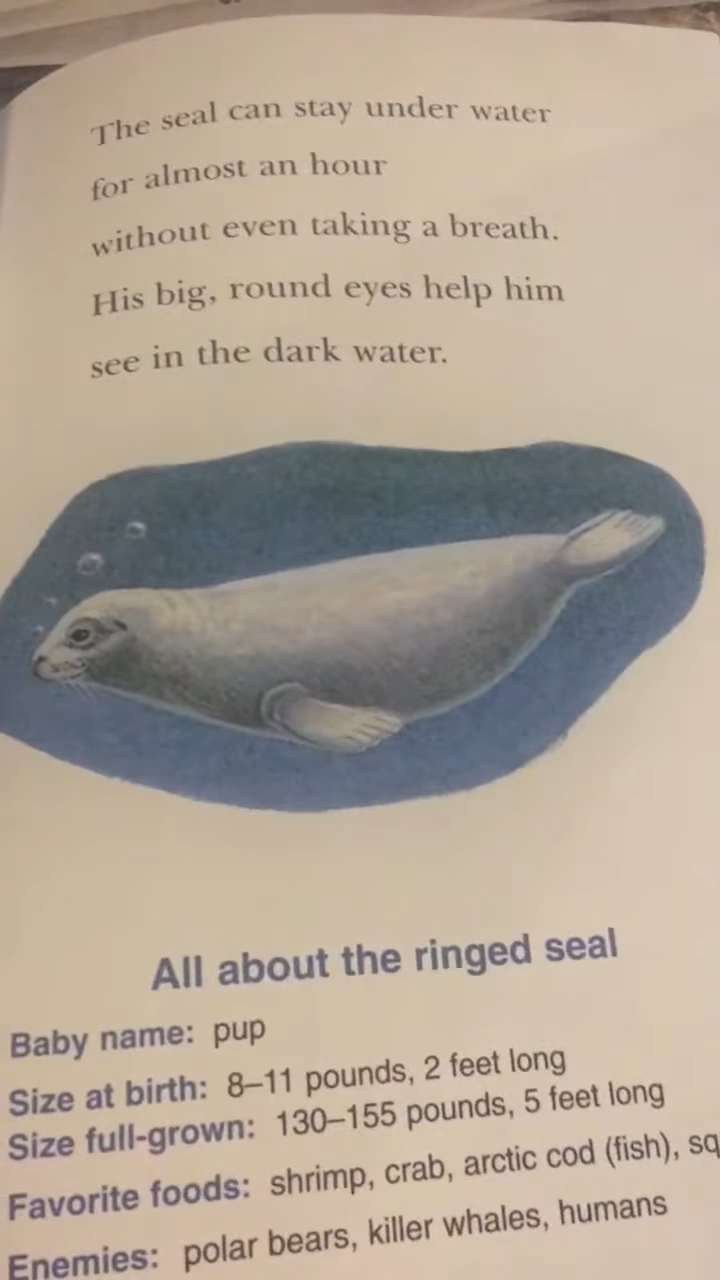 The seal can stay under water
for almost an hour
without even taking a breath.
His big, round eyes help him
see in the dark water.
All about the ringed seal
Baby name: pup
Size at birth: 8–11 pounds, 2 feet long
Size full-grown: 130–155 pounds, 5 feet long
Favorite foods: shrimp, crab, arctic cod (fish),
Enemies: polar bears, killer whales, humans